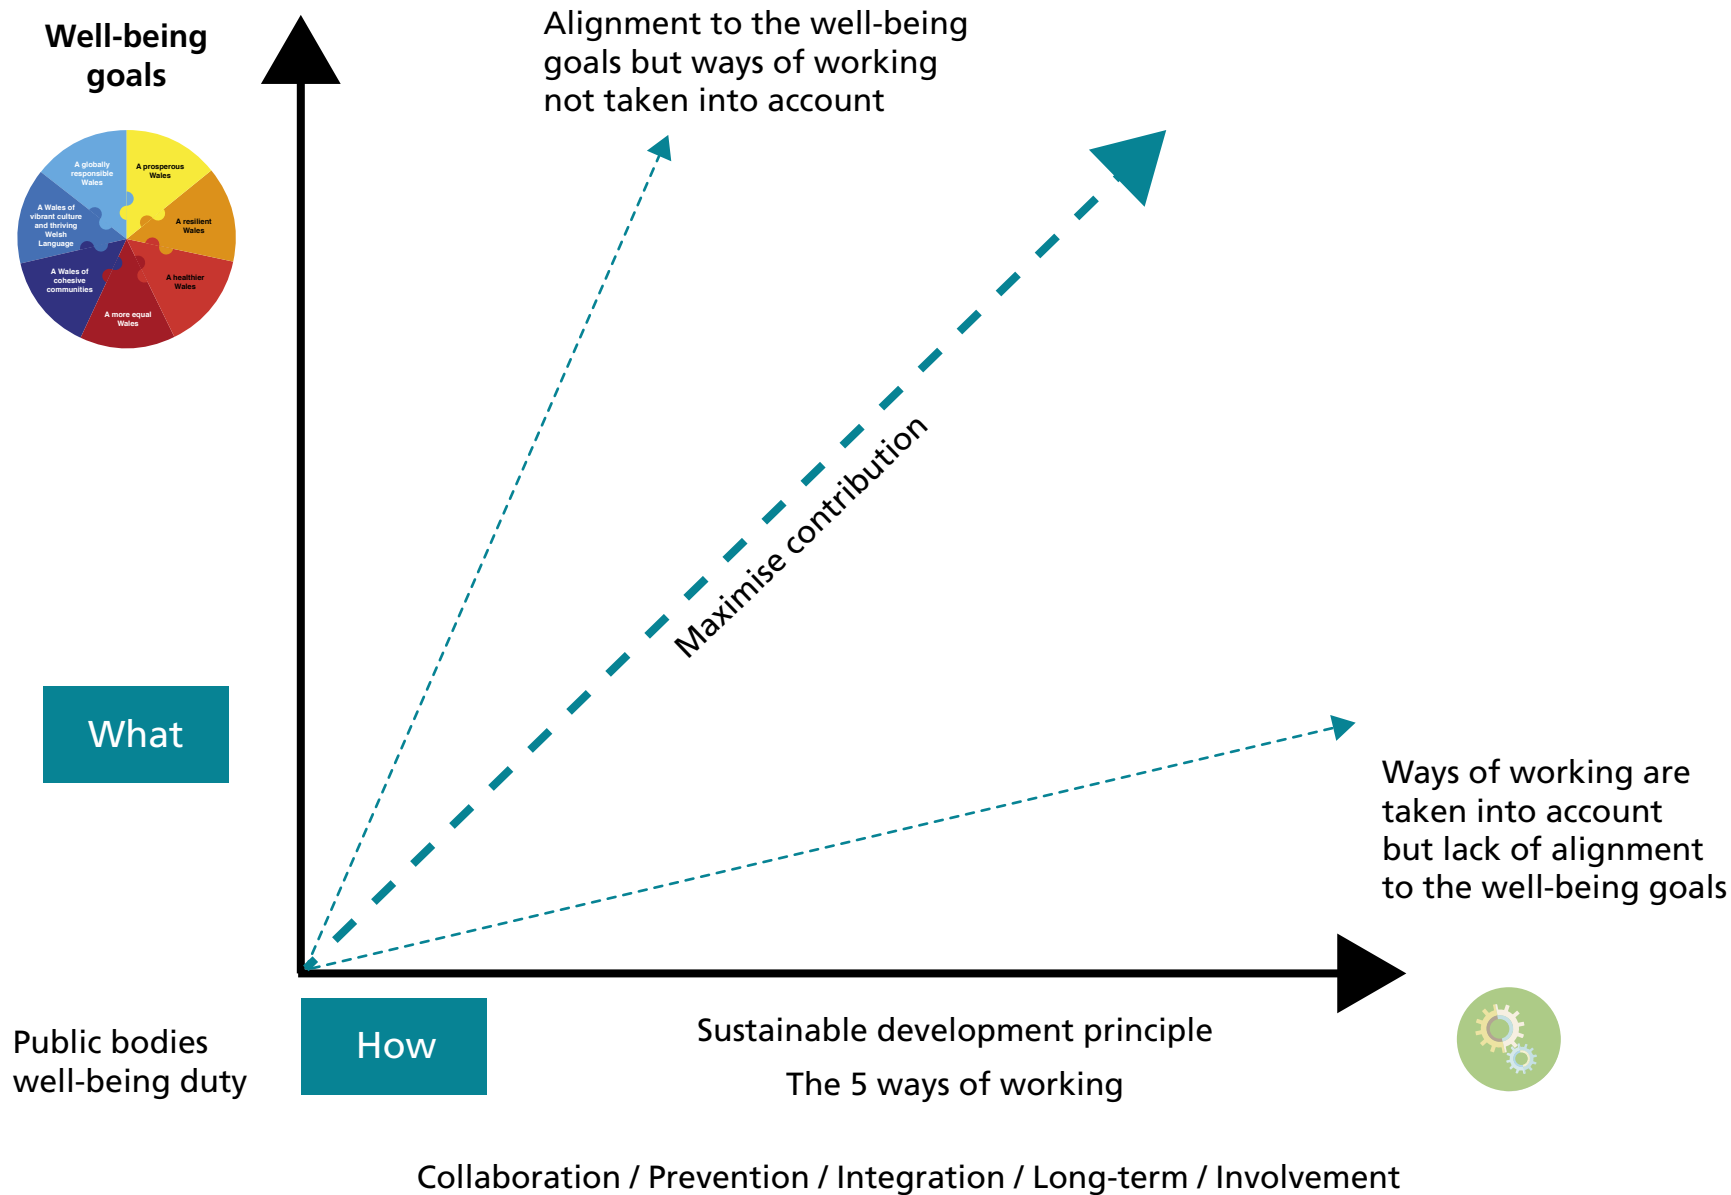 Well-being
goals
Alignment to the well-being
goals but ways of working
not taken into account
A globally
responsible
Wales
A prosperous
Wales
A Wales of
vibrant culture
and thriving
Welsh
Language
A resilient
Wales
A Wales of
cohesive
communities
A healthier
Wales
A more equal
Wales
Maximise contribution
What
Ways of working are
taken into account
but lack of alignment
to the well-being goals
Public bodies
well-being duty
How
Sustainable development principle
The 5 ways of working
Collaboration / Prevention / Integration / Long-term / Involvement